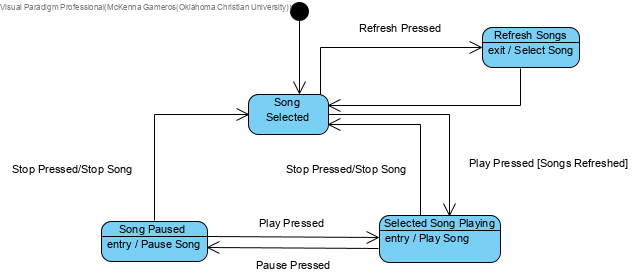 Visual Paradigm Professional(McKenna Gameros(Oklahoma Christian University))
Refresh Pressed
Refresh Songs
exit / Select Song
Song
Selected
Stop Pressed/Stop Song
Stop Pressed/Stop Song
Play Pressed [Songs Refreshed]
Song Paused
entry / Pause Song
Play Pressed
Selected Song Playing
entry / Play Song
Pause Pressed